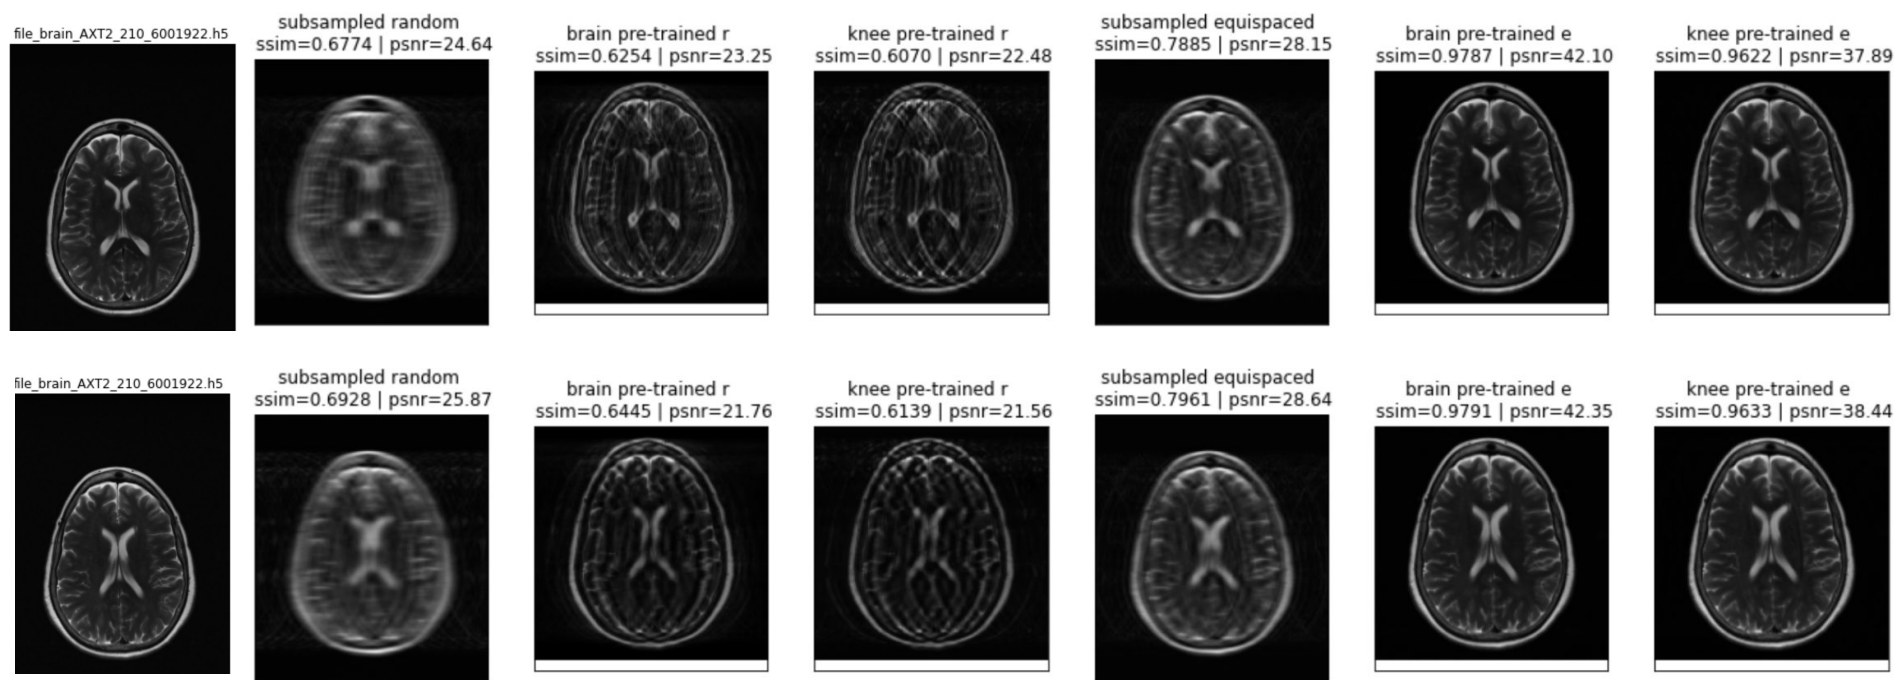 file_brain_AXT2_210_6001922.h5
subsampled random
ssim=0.6774 | psnr=24.64
brain pre-trained r
ssim=0.6254 | psnr=23.25
knee pre-trained r
ssim=0.6070 | psnr=22.48
subsampled equispaced
ssim=0.7885 | psnr=28.15
brain pre-trained e
ssim=0.9787 | psnr=42.10
knee pre-trained e
ssim=0.9622 | psnr=37.89
file_brain_AXT2_210_6001922.h5
subsampled random
ssim=0.6928 | psnr=25.87
brain pre-trained r
ssim=0.6445 | psnr=21.76
knee pre-trained r
ssim=0.6139 | psnr=21.56
subsampled equispaced
ssim=0.7961 | psnr=28.64
brain pre-trained e
ssim=0.9791 | psnr=42.35
knee pre-trained e
ssim=0.9633 | psnr=38.44